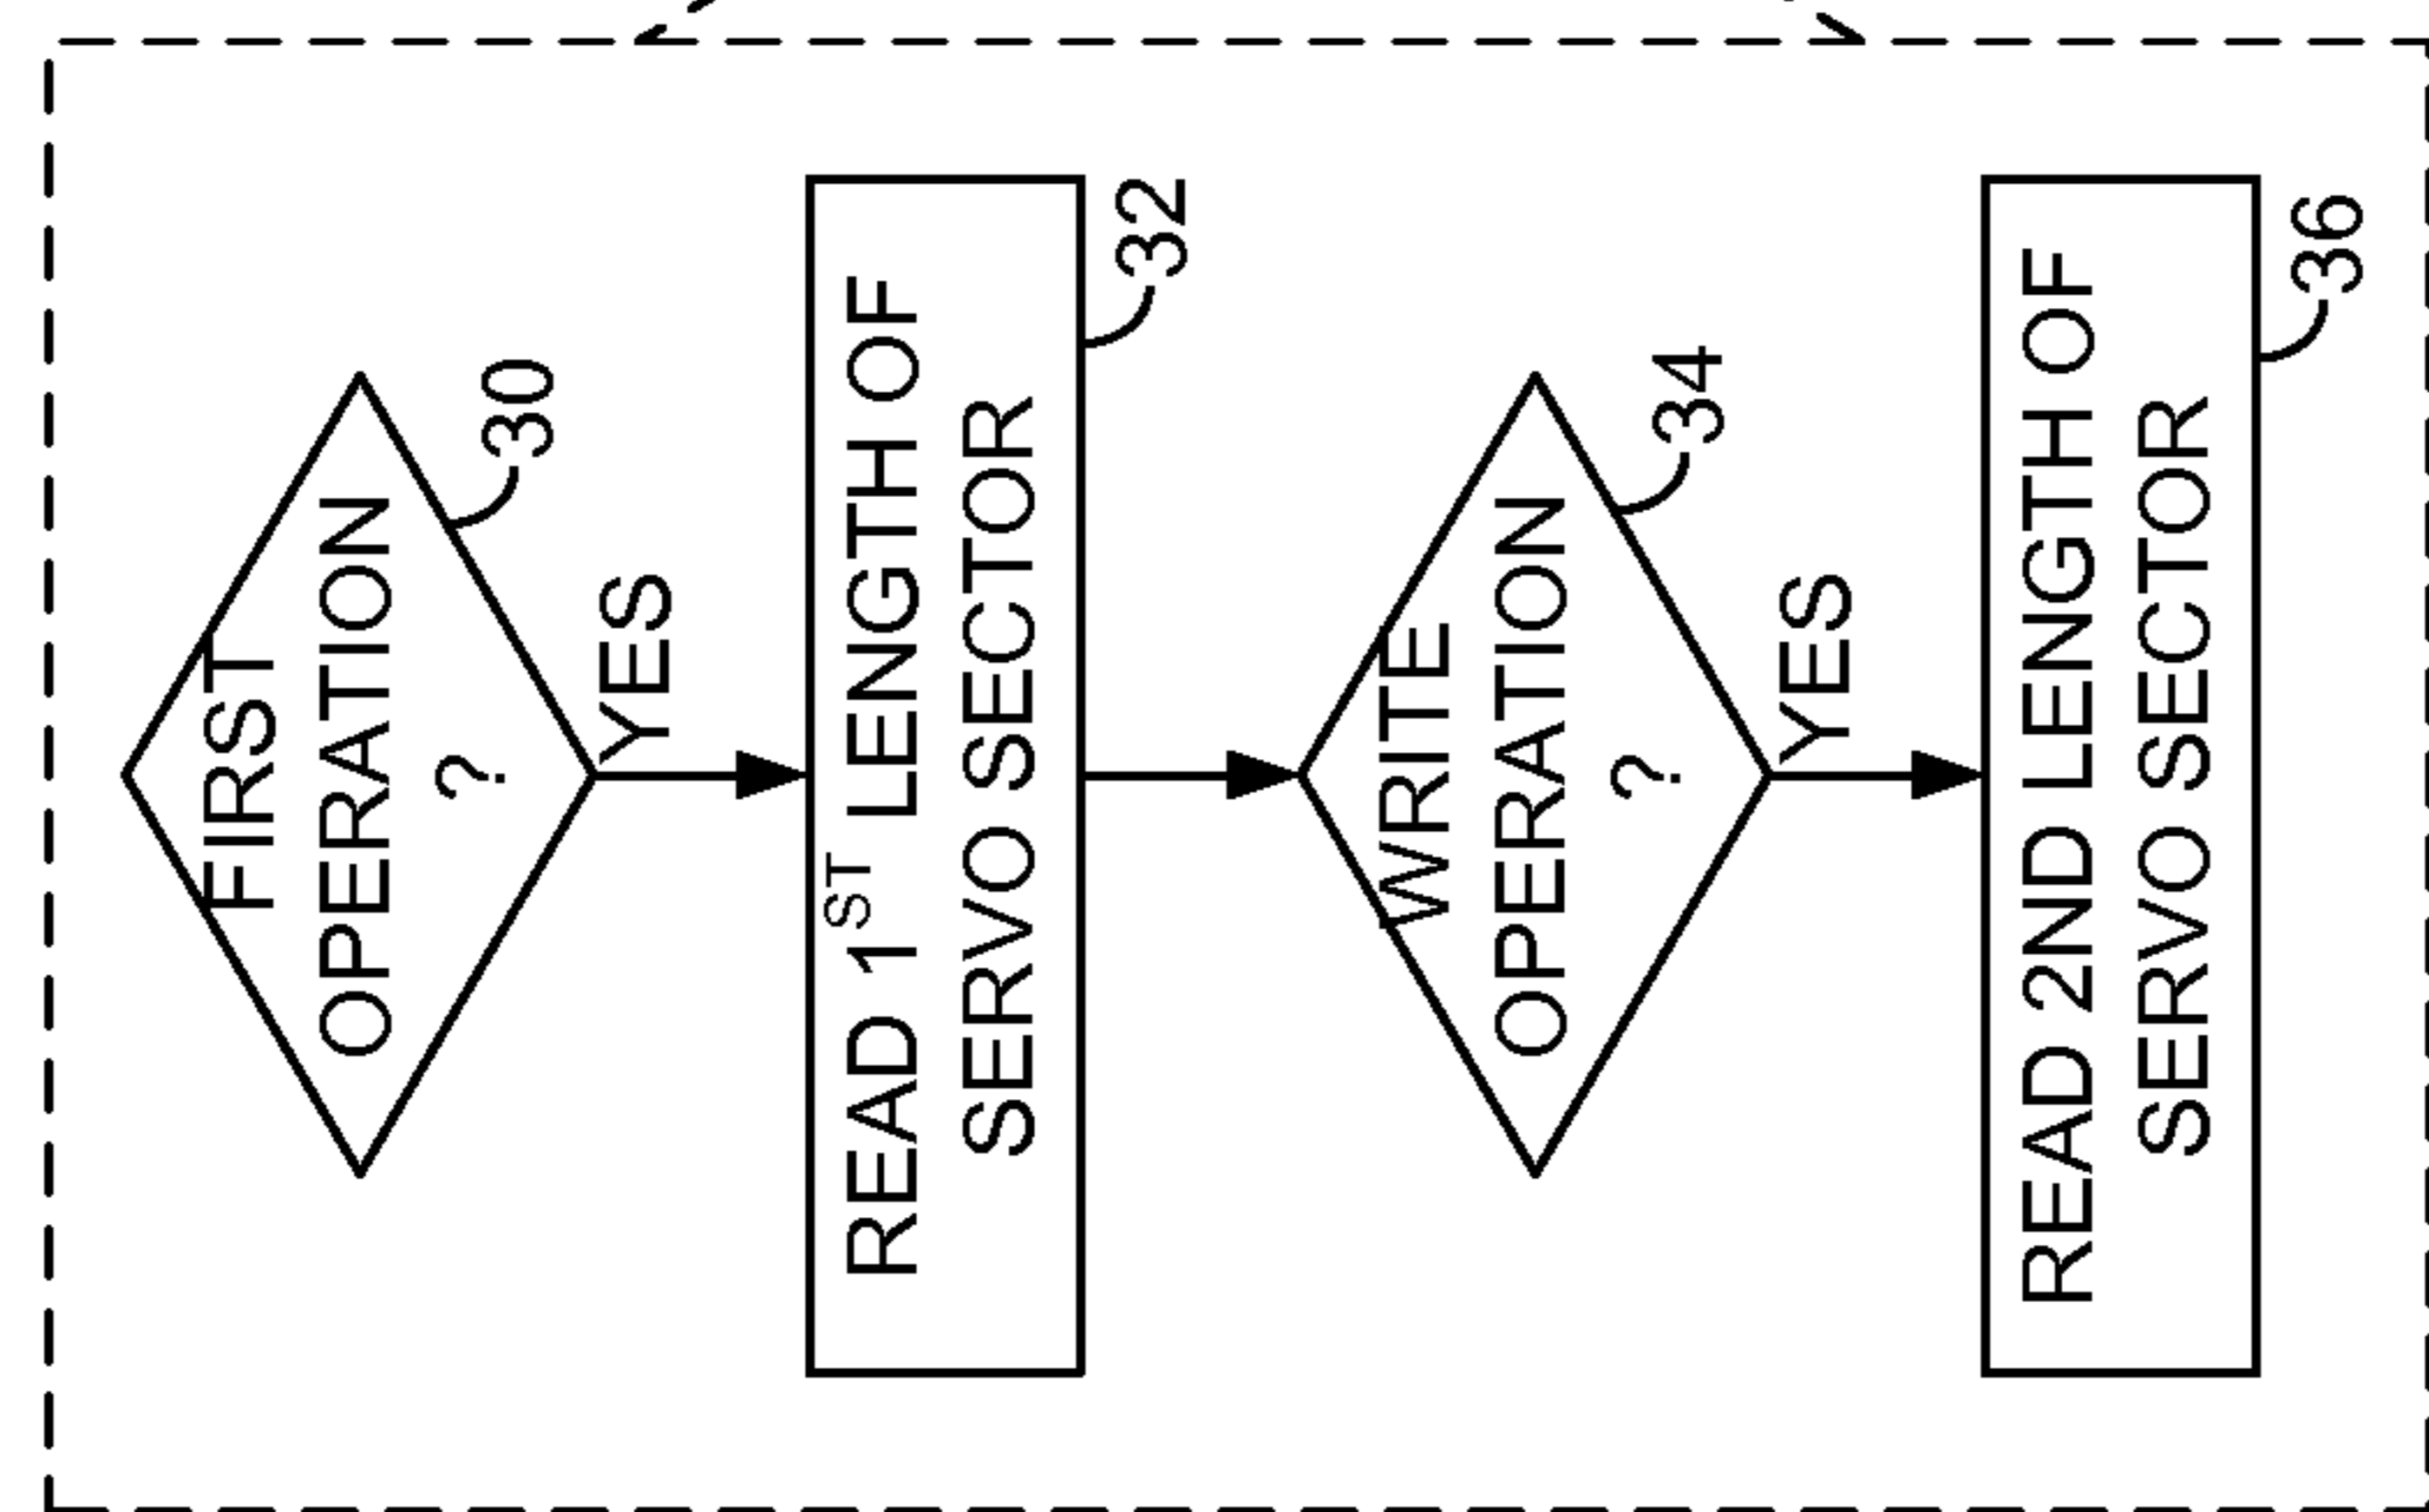 FIRST
OPERATION
?
30
YES
READ 1ST LENGTH OF
SERVO SECTOR
32
WRITE
OPERATION
?
34
YES
READ 2ND LENGTH OF
SERVO SECTOR
36